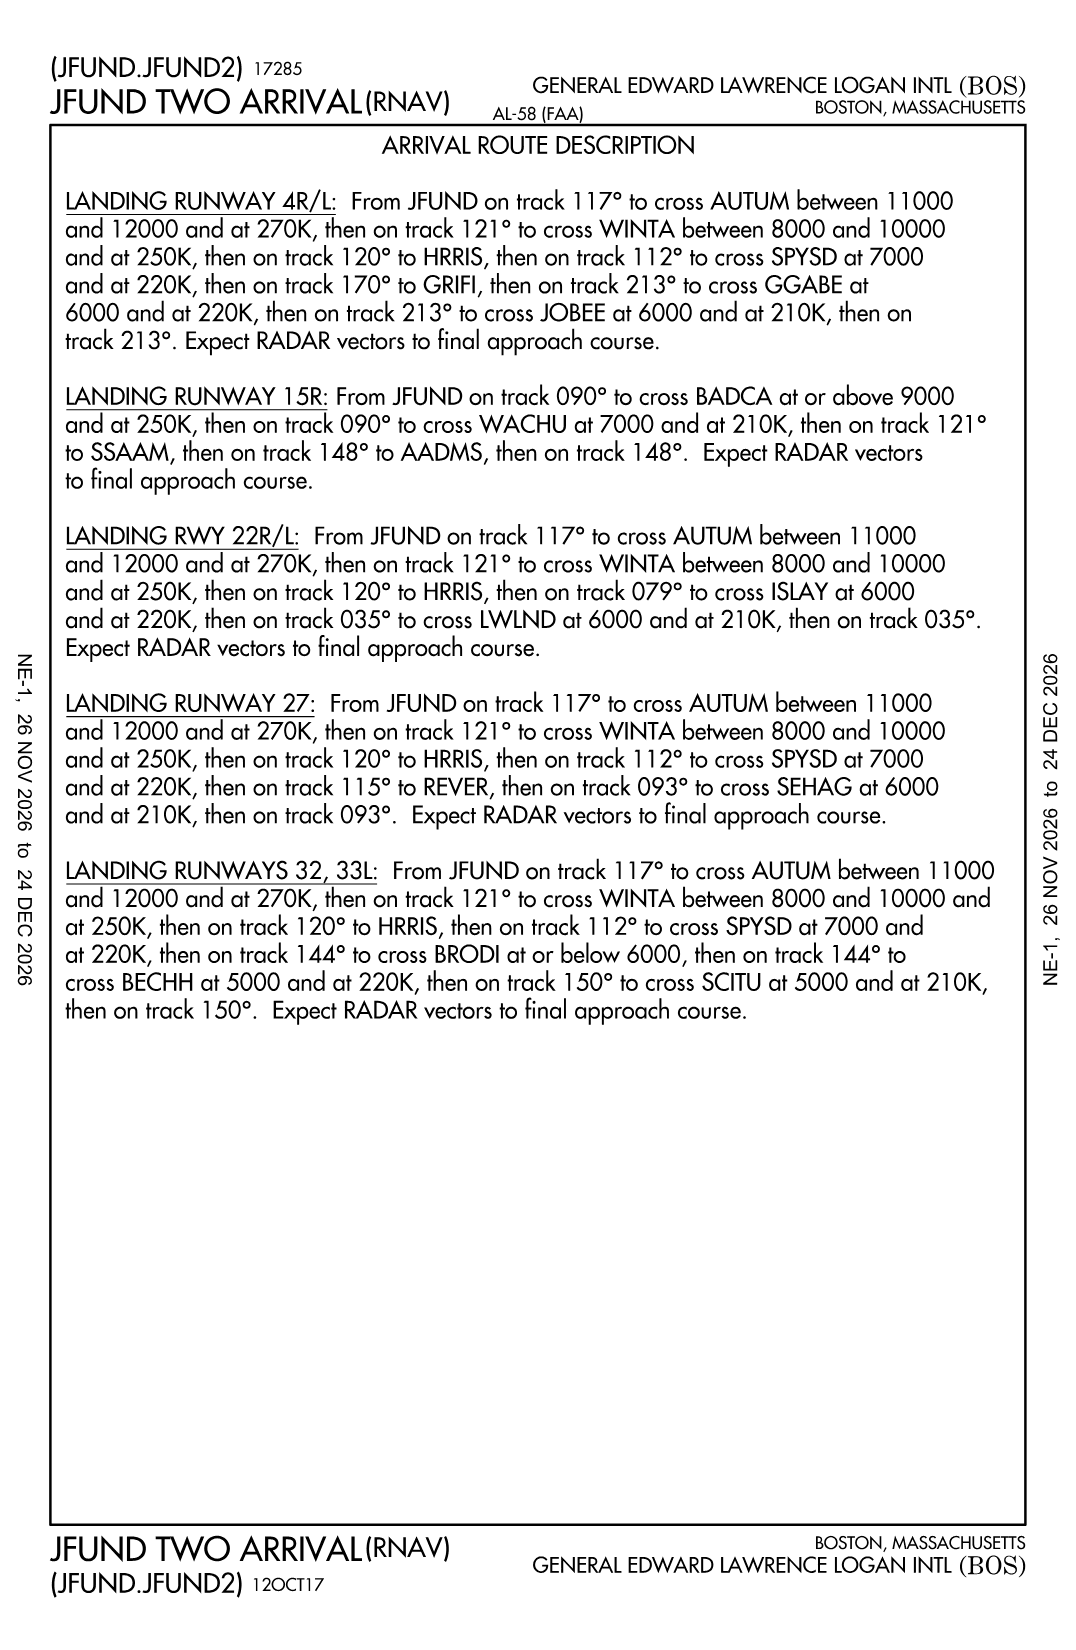 (JFUND.JFUND2) 17285
JFUND TWO ARRIVAL (RNAV)
AL-58 (FAA)
GENERAL EDWARD LAWRENCE LOGAN INTL (BOS)
BOSTON, MASSACHUSETTS
ARRIVAL ROUTE DESCRIPTION
LANDING RUNWAY 4R/L: From JFUND on track 117° to cross AUTUM between 11000
and 12000 and at 270K, then on track 121° to cross WINTA between 8000 and 10000
and at 250K, then on track 120° to HRRIS, then on track 112° to cross SPYSD at 7000
and at 220K, then on track 170° to GRIFI, then on track 213° to cross GGABE at
6000 and at 220K, then on track 213° to cross JOBEE at 6000 and at 210K, then on
track 213°. Expect RADAR vectors to final approach course.
LANDING RUNWAY 15R: From JFUND on track 090° to cross BADCA at or above 9000
and at 250K, then on track 090° to cross WACHU at 7000 and at 210K, then on track 121°
to SSAAM, then on track 148° to AADMS, then on track 148°. Expect RADAR vectors
to final approach course.
LANDING RWY 22R/L: From JFUND on track 117° to cross AUTUM between 11000
and 12000 and at 270K, then on track 121° to cross WINTA between 8000 and 10000
and at 250K, then on track 120° to HRRIS, then on track 079° to cross ISLAY at 6000
and at 220K, then on track 035° to cross LWLND at 6000 and at 210K, then on track 035°.
Expect RADAR vectors to final approach course.
LANDING RUNWAY 27: From JFUND on track 117° to cross AUTUM between 11000
and 12000 and at 270K, then on track 121° to cross WINTA between 8000 and 10000
and at 250K, then on track 120° to HRRIS, then on track 112° to cross SPYSD at 7000
and at 220K, then on track 115° to REVER, then on track 093° to cross SEHAG at 6000
and at 210K, then on track 093°. Expect RADAR vectors to final approach course.
LANDING RUNWAYS 32, 33L: From JFUND on track 117° to cross AUTUM between 11000
and 12000 and at 270K, then on track 121° to cross WINTA between 8000 and 10000 and
at 250K, then on track 120° to HRRIS, then on track 112° to cross SPYSD at 7000 and
at 220K, then on track 144° to cross BRODI at or below 6000, then on track 144° to
cross BECHH at 5000 and at 220K, then on track 150° to cross SCITU at 5000 and at 210K,
then on track 150°. Expect RADAR vectors to final approach course.
NE-1, 26 NOV 2026 to 24 DEC 2026
NE-1, 26 NOV 2026 to 24 DEC 2026
JFUND TWO ARRIVAL (RNAV)
(JFUND.JFUND2) 12OCT17
BOSTON, MASSACHUSETTS
GENERAL EDWARD LAWRENCE LOGAN INTL (BOS)